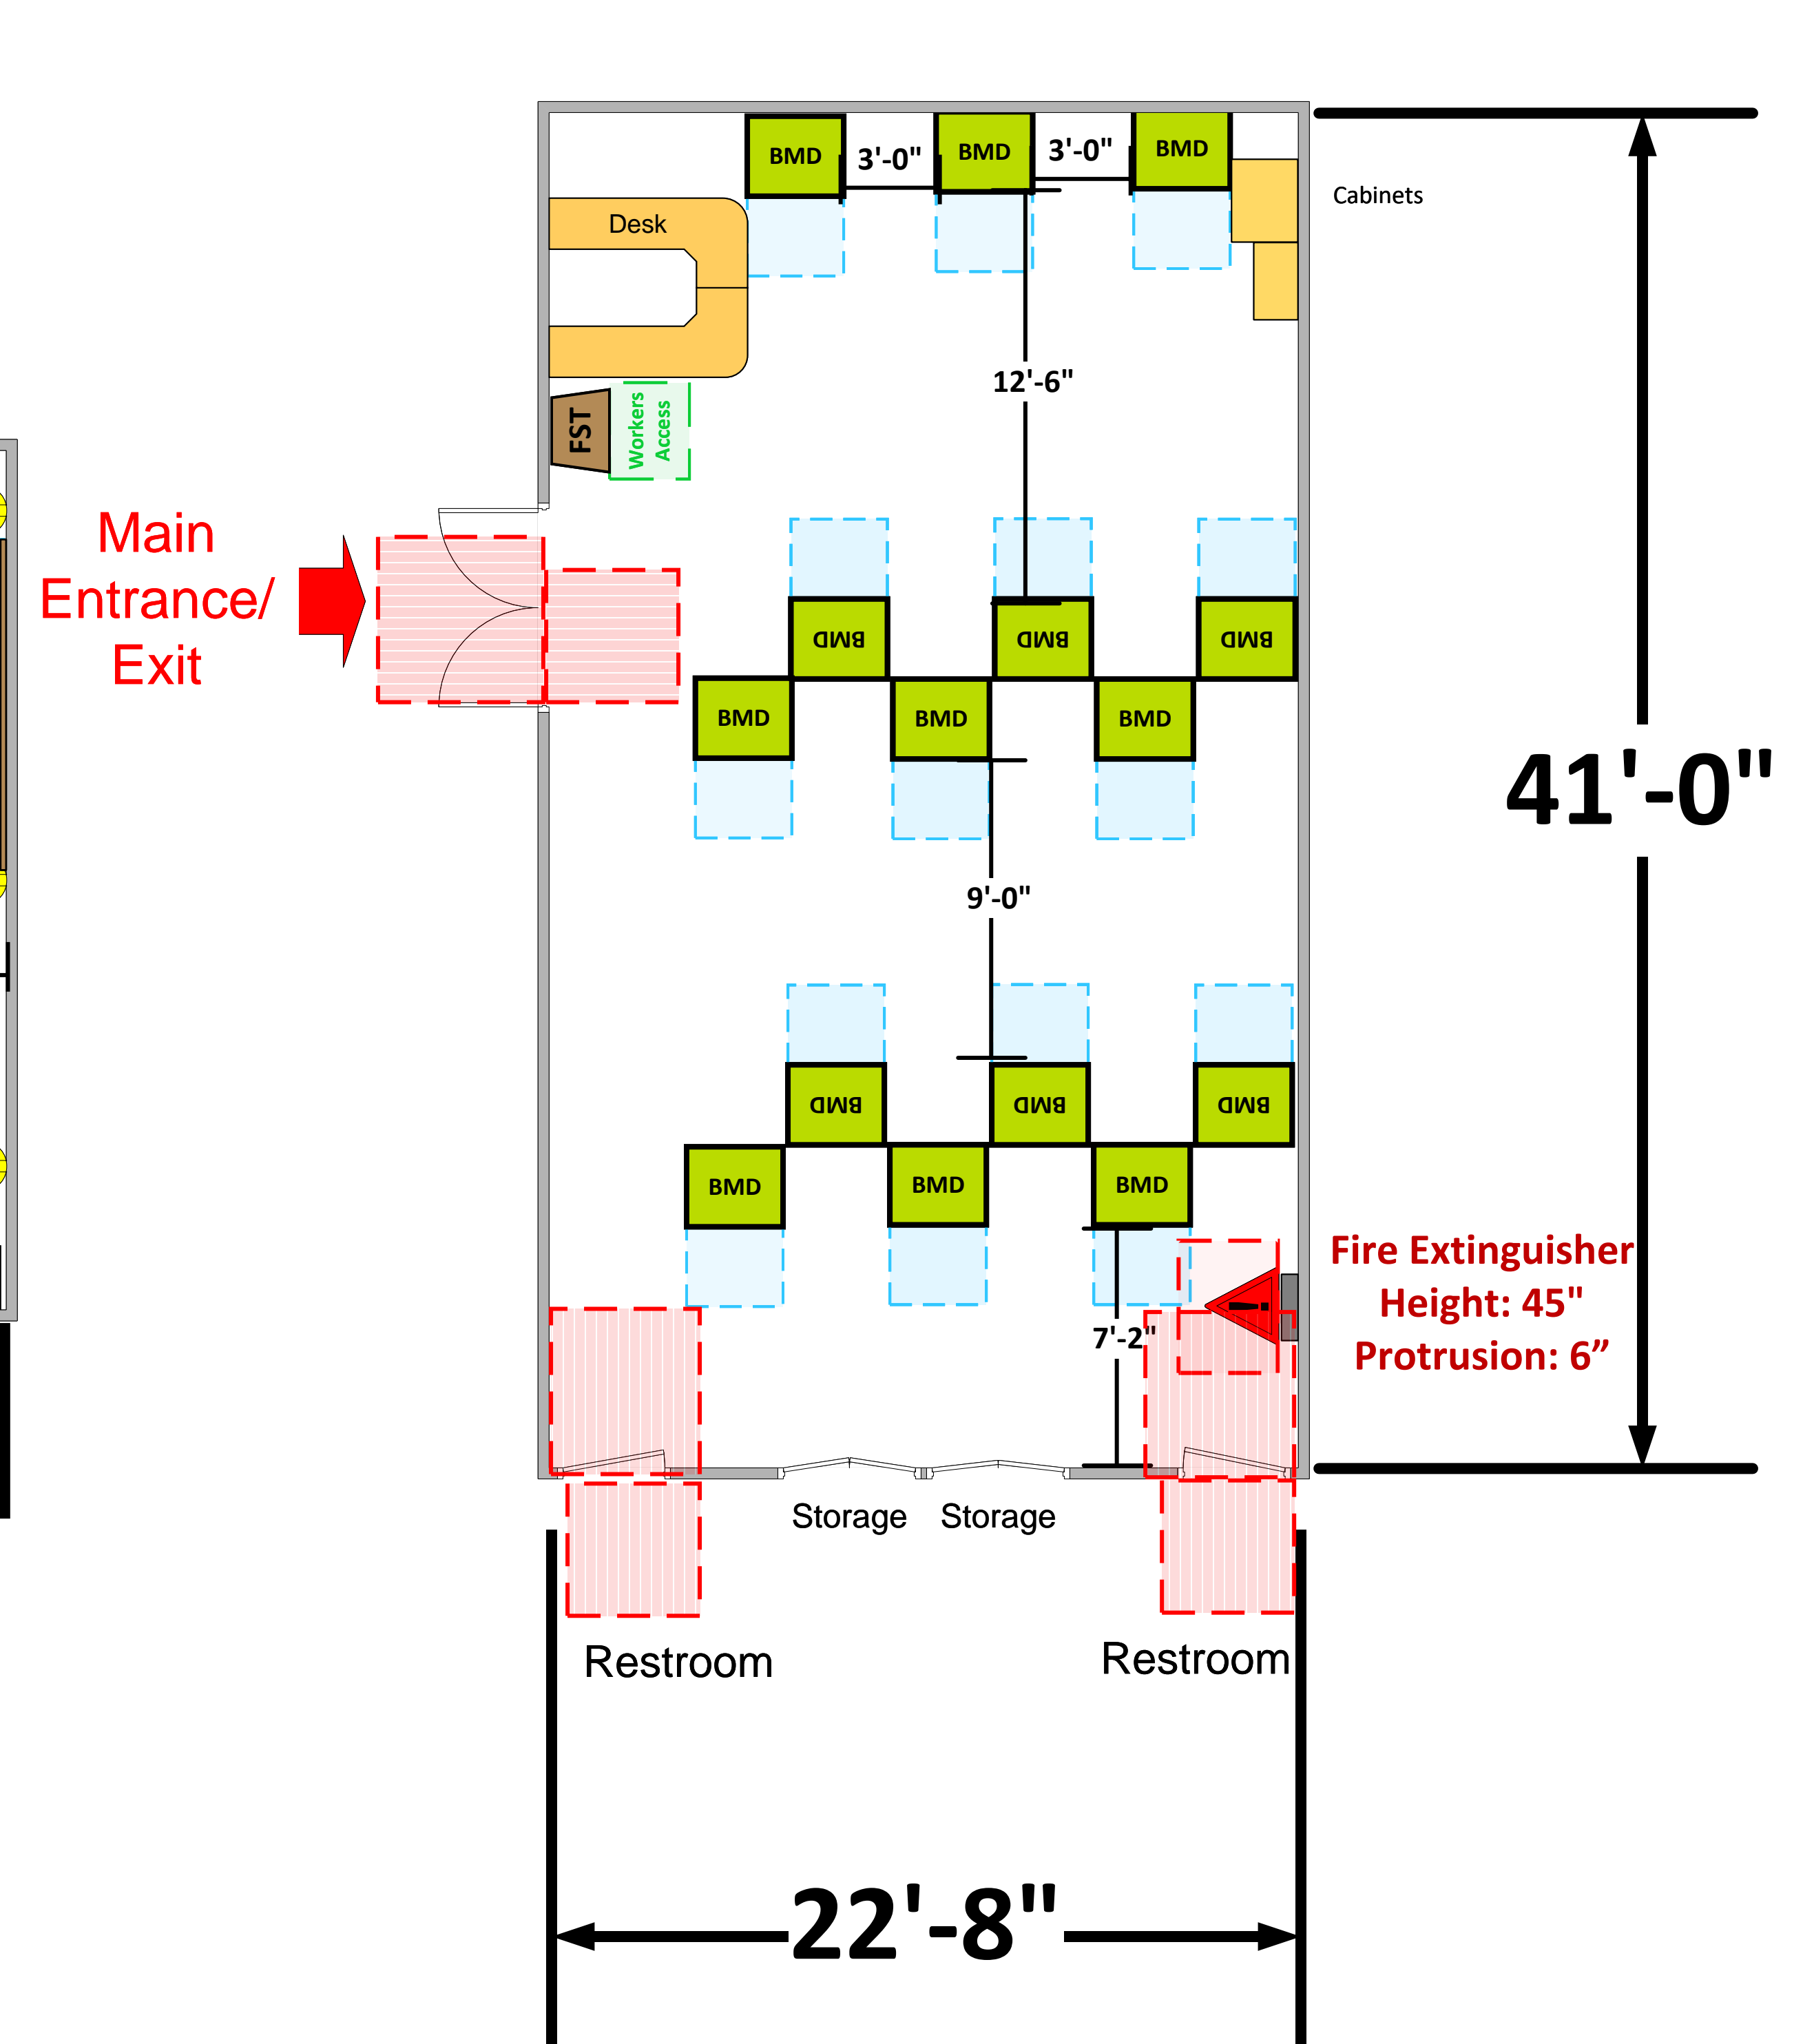 BMD
3'-0"
BMD
3'-0"
BMD
Cabinets
Desk
12'-6"
FST
Workers
Access
Main
Entrance/
Exit
BMD
BMD
BMD
BMD
BMD
BMD
41'-0"
9'-0"
BMD
BMD
BMD
BMD
BMD
BMD
Fire Extinguisher
Height: 45"
Protrusion: 6”
!
7'-2"
Storage
Storage
Restroom
Restroom
22'-8"